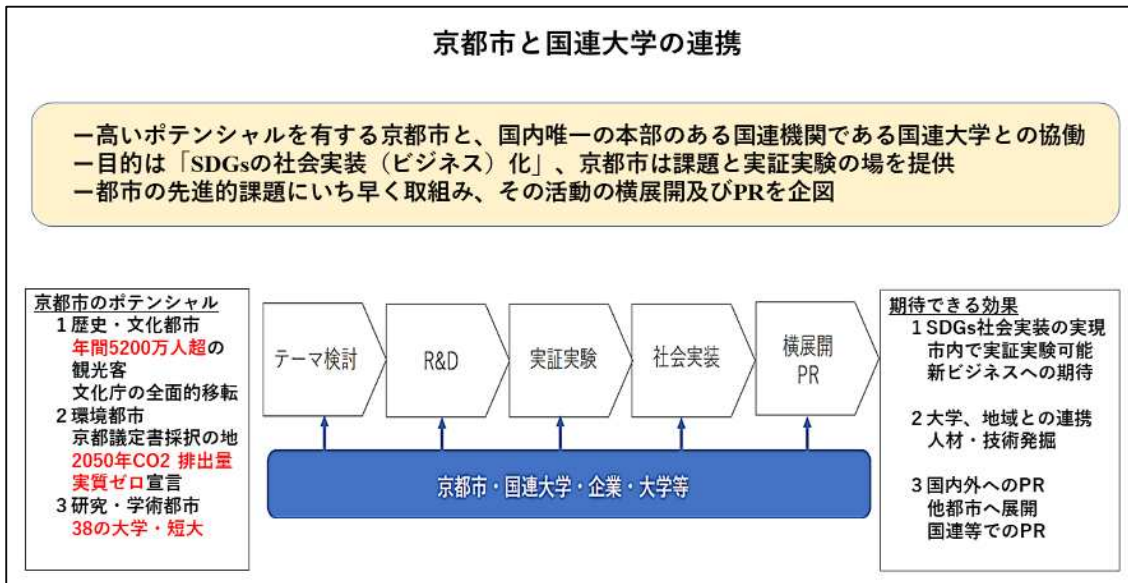 京都市と国連大学の連携
ー高いポテンシャルを有する京都市と、国内唯一の本部のある国連機関である国連大学との協働
ー目的は「SDGsの社会実装（ビジネス）化」、京都市は課題と実証実験の場を提供
ー都市の先進的課題にいち早く取組み、その活動の横展開及びPRを企図
京都市のポテンシャル
1 歴史・文化都市
年間5200万人超の
観光客
文化庁の全面的移転
2 環境都市
京都議定書採択の地
2050年CO2 排出量
実質ゼロ宣言
3 研究・学術都市
38の大学・短大
テーマ検討
R&D
実証実験
社会実装
横展開
PR
京都市・国連大学・企業・大学等
期待できる効果
1 SDGs社会実装の実現
市内で実証実験可能
新ビジネスへの期待
2 大学、地域との連携
人材・技術発掘
3 国内外へのPR
他都市へ展開
国連等でのPR